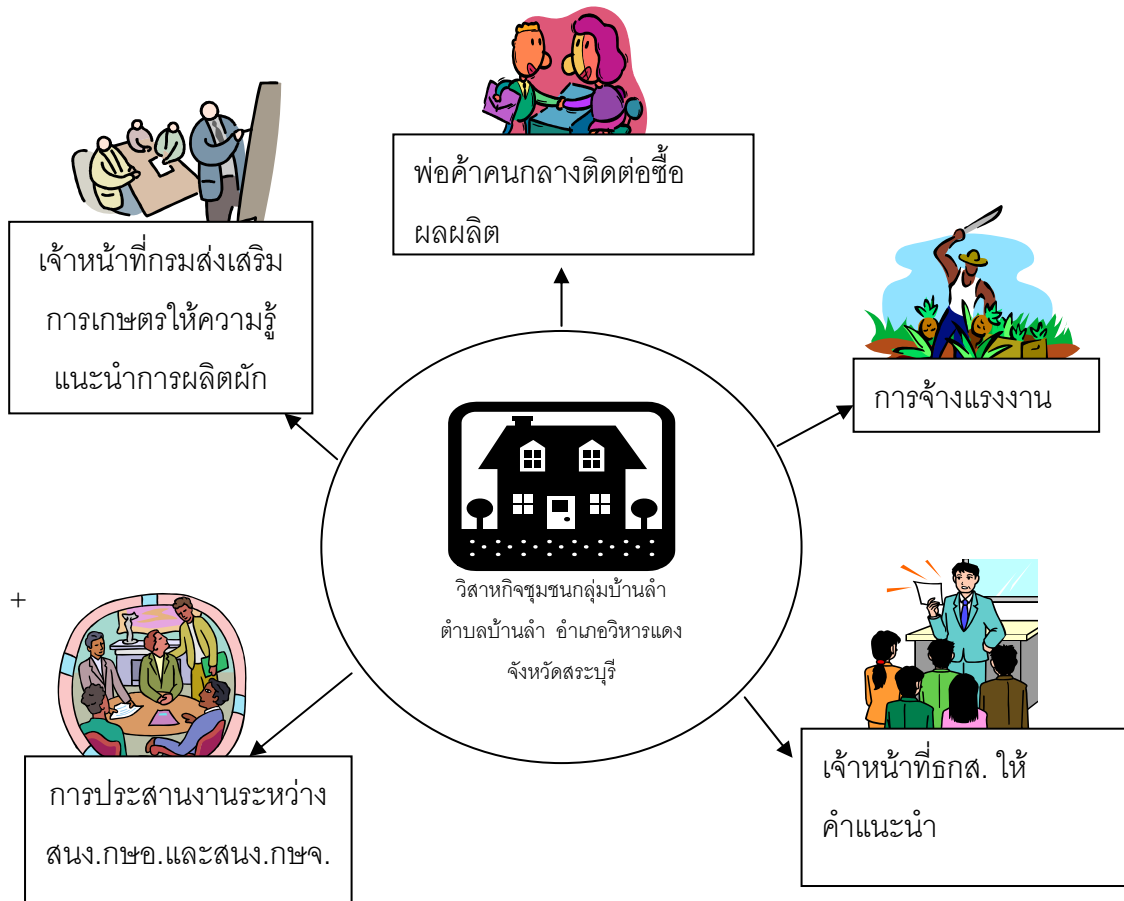 พ่อค้าคนกลางติดต่อซื้อ
ผลผลิต
เจ้าหน้าที่กรมส่งเสริม
การเกษตรให้ความรู้
แนะนำการผลิตผัก
การจ้างแรงงาน
วิสาหกิจชุมชนกลุ่มบ้านลำ
ตำบลบ้านลำ อำเภอวิหารแดง
จังหวัดสระบุรี
+
การประสานงานระหว่าง
สนง.กษอ.และสนง.กษจ.
เจ้าหน้าที่ธกส. ให้
คำแนะนำ